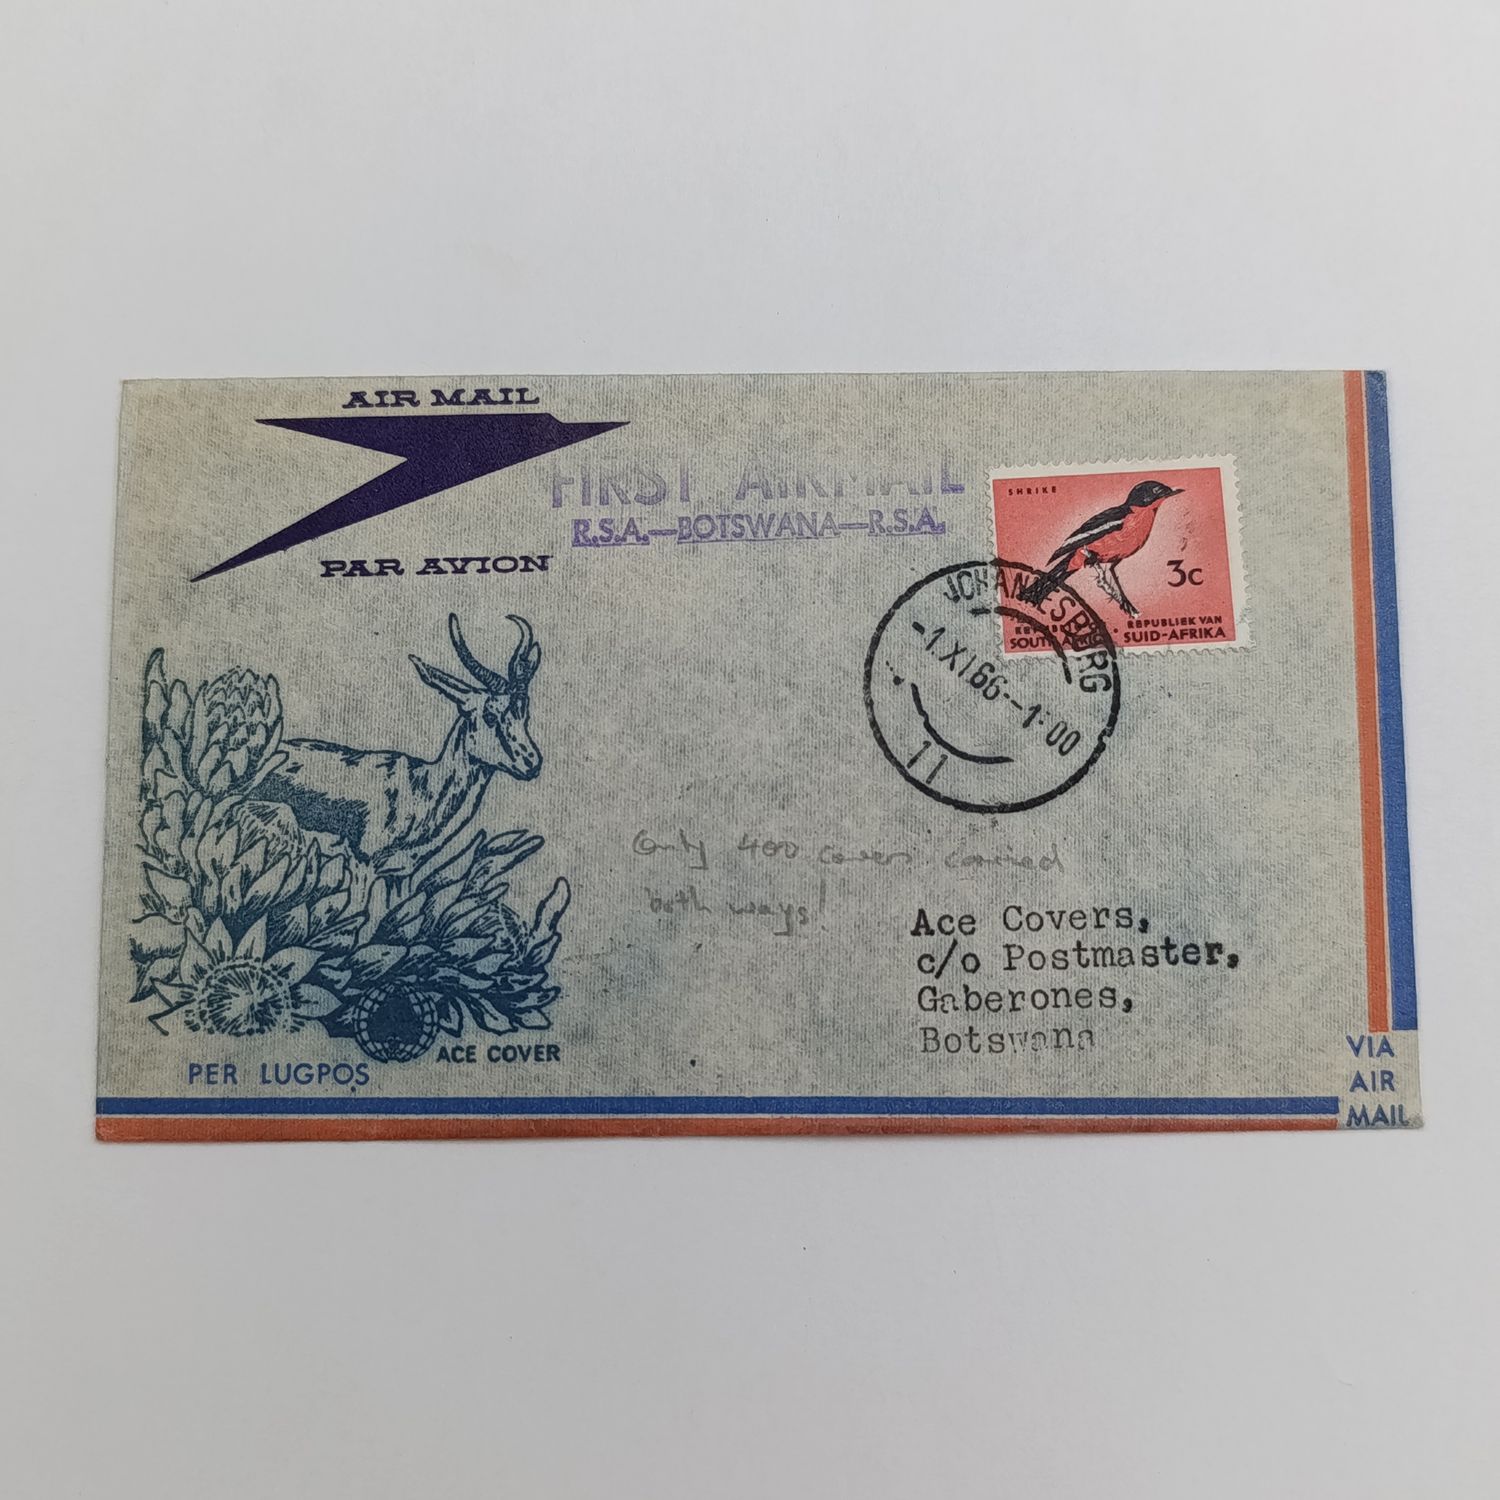 AIR MAIL
FIRST AIRMAIL
R.S.A.—BOTSWANA—R.S.A.
PAR AVION
SHRIKE
3c
REPUBLIEK VAN
SOUTH AFRICA · SUID-AFRIKA
JOHANNESBURG
-1.XI.66--1:00
11
Only 400 covers carried
both ways!
Ace Covers,
c/o Postmaster,
Gaberones,
Botswana
ACE COVER
PER LUGPOS
VIA
AIR
MAIL